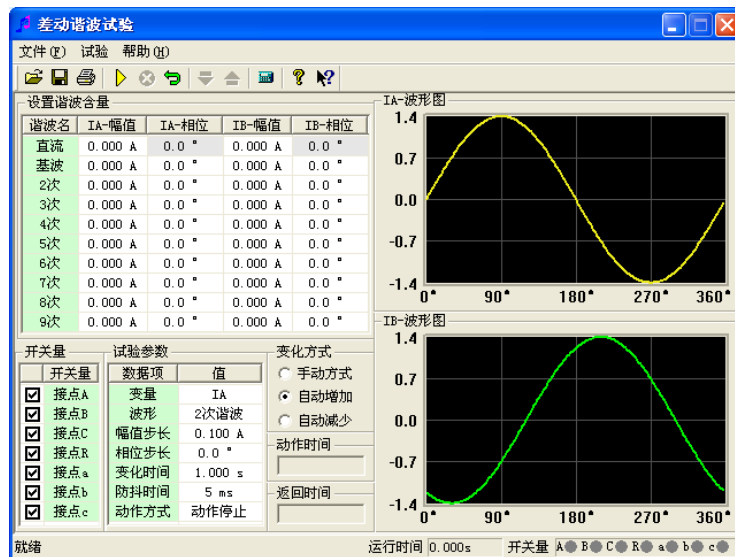 差动谐波试验
文件(F) 试验 帮助(H)
设置谐波含量
谐波名 IA-幅值 IA-相位 IB-幅值 IB-相位
直流 0.000 A 0.0 ° 0.000 A 0.0 °
基波 0.000 A 0.0 ° 0.000 A 0.0 °
2次 0.000 A 0.0 ° 0.000 A 0.0 °
3次 0.000 A 0.0 ° 0.000 A 0.0 °
4次 0.000 A 0.0 ° 0.000 A 0.0 °
5次 0.000 A 0.0 ° 0.000 A 0.0 °
6次 0.000 A 0.0 ° 0.000 A 0.0 °
7次 0.000 A 0.0 ° 0.000 A 0.0 °
8次 0.000 A 0.0 ° 0.000 A 0.0 °
9次 0.000 A 0.0 ° 0.000 A 0.0 °
IA-波形图
1.4
0.7
0.0
-0.7
-1.4
0° 90° 180° 270° 360°
IB-波形图
1.4
0.7
0.0
-0.7
-1.4
0° 90° 180° 270° 360°
开关量
开关量
接点A
接点B
接点C
接点R
接点a
接点b
接点c
试验参数
数据项 值
变量 IA
波形 2次谐波
幅值步长 0.100 A
相位步长 0.0 °
变化时间 1.000 s
防抖时间 5 ms
动作方式 动作停止
变化方式
手动方式
自动增加
自动减少
动作时间
返回时间
就绪
运行时间 0.000s 开关量 A B C R a b c